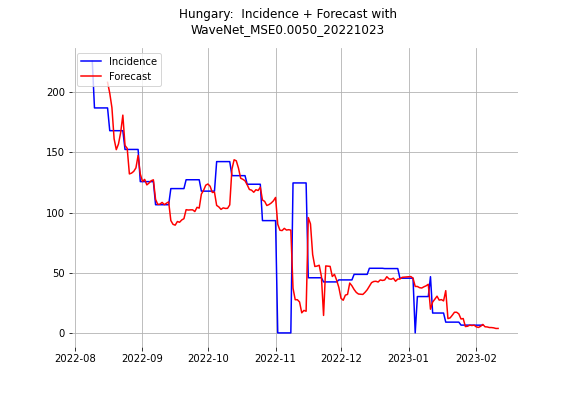 Hungary:  Incidence + Forecast with
WaveNet_MSE0.0050_20221023
Incidence
Forecast
200
150
100
50
0
2022-08 2022-09 2022-10 2022-11 2022-12 2023-01 2023-02